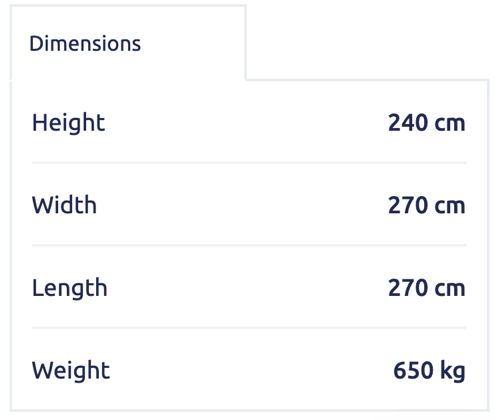 Dimensions
Height 240 cm
Width 270 cm
Length 270 cm
Weight 650 kg